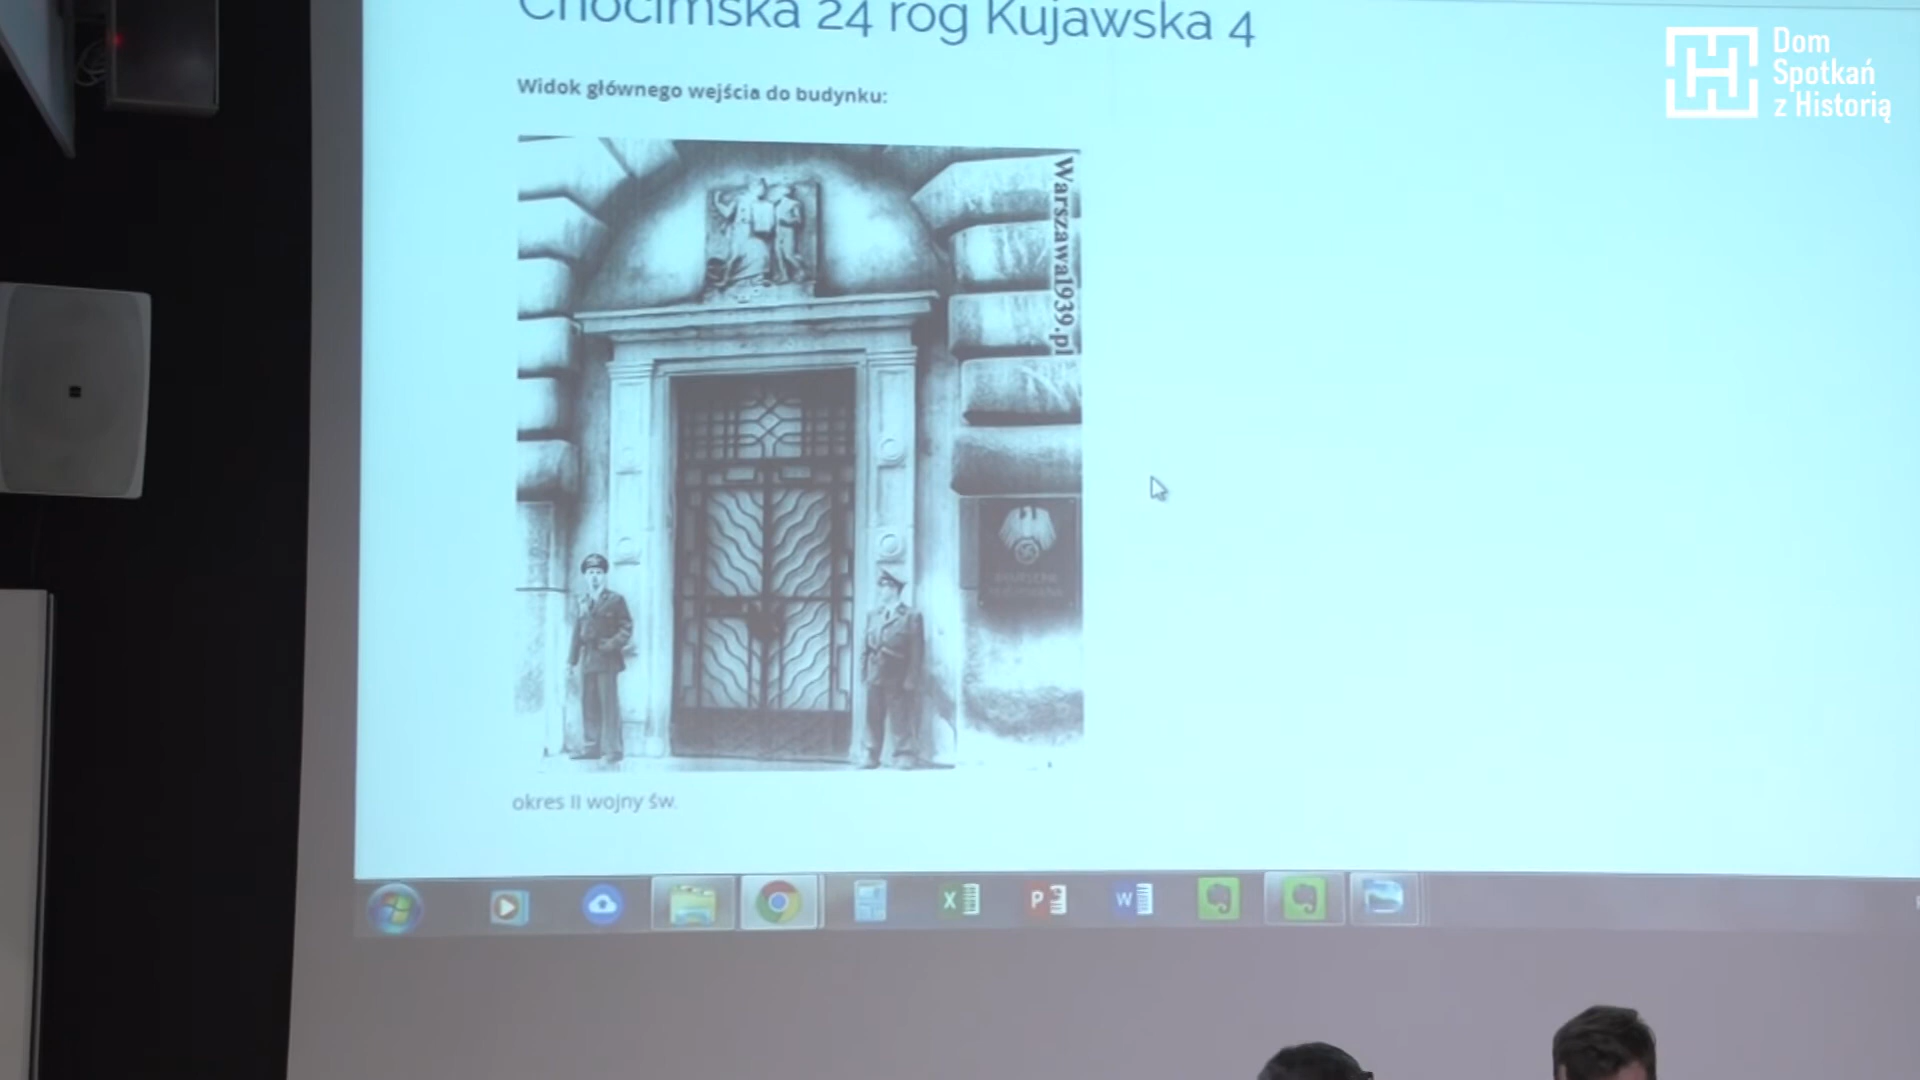 Chocimska 24 róg Kujawska 4
Widok głównego wejścia do budynku:
Warszawa1939.pl
okres II wojny św.
Dom
Spotkań
z Historią